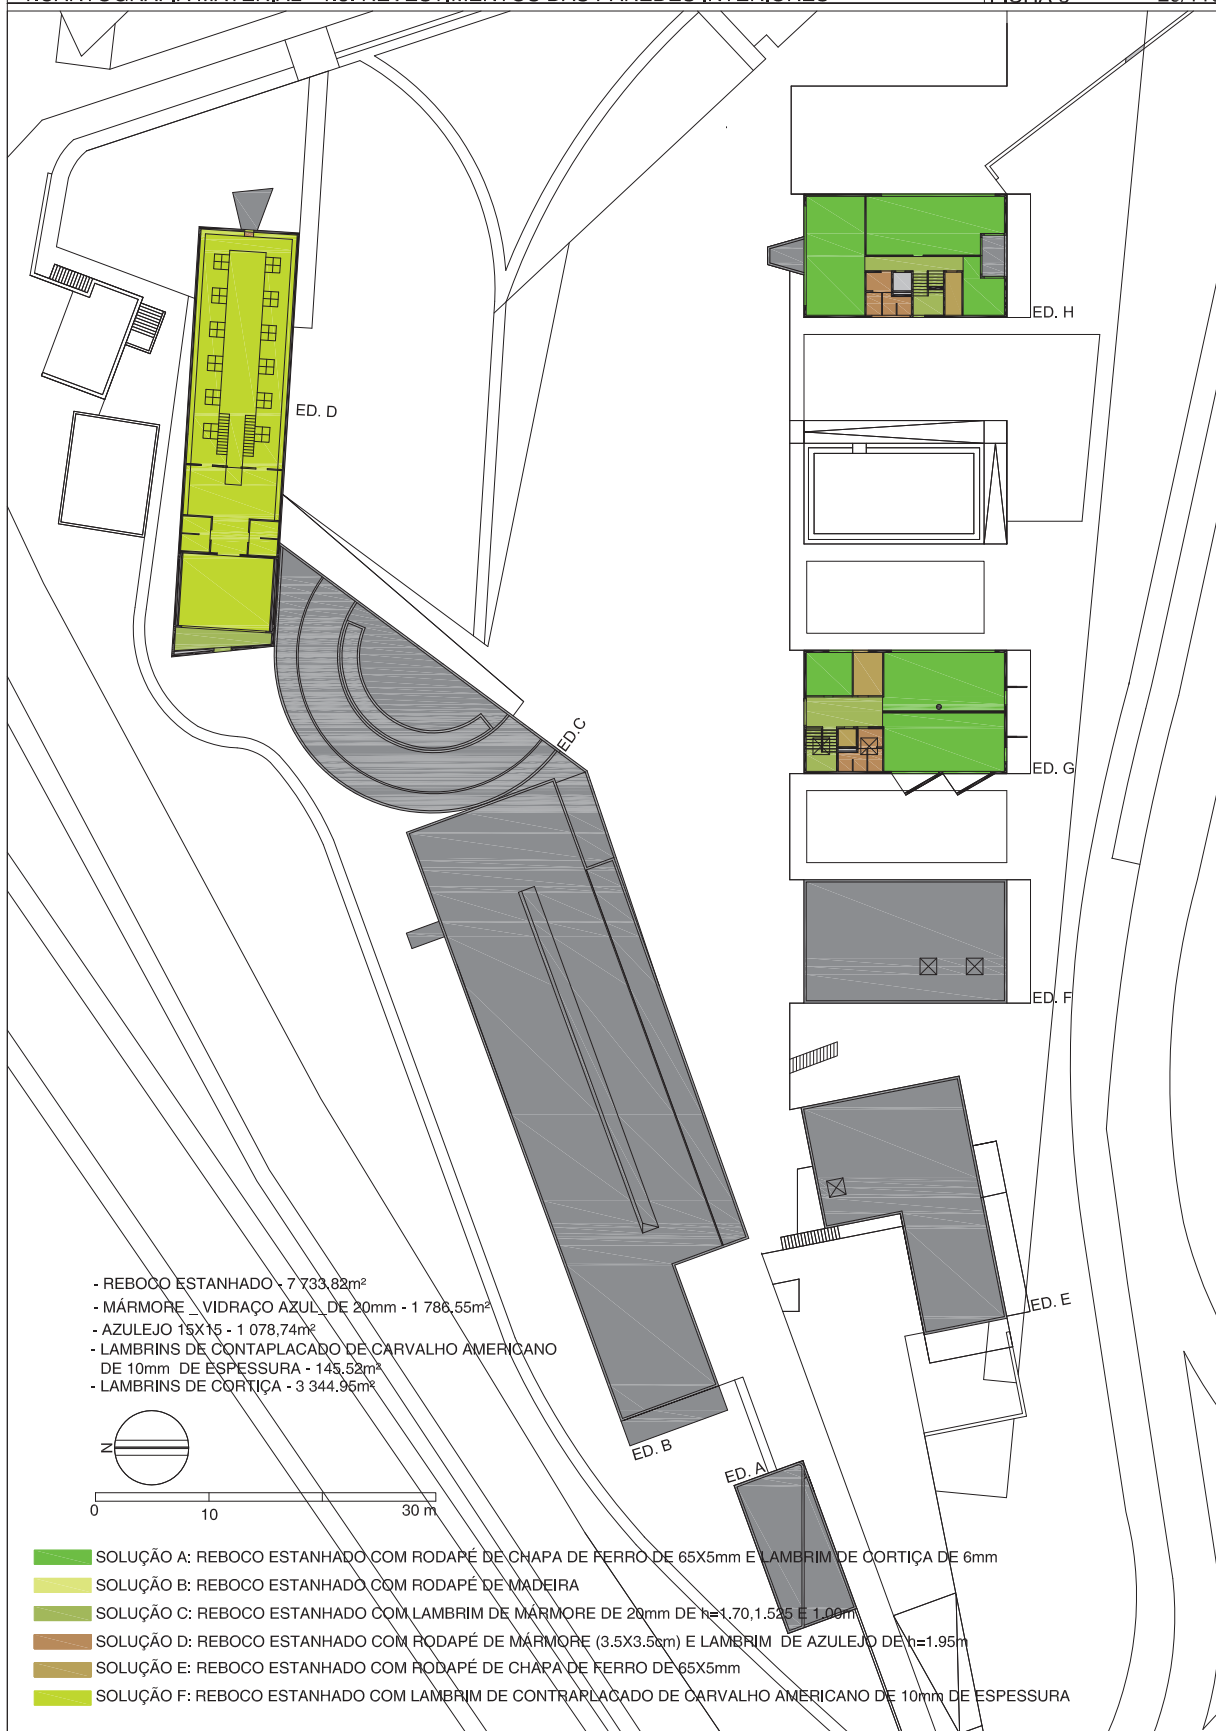 ED. H
ED. D
ED.C
ED. G
ED. F
ED. E
ED. B
ED. A
- REBOCO ESTANHADO - 7 733.82m²
- MÁRMORE _ VIDRAÇO AZUL_DE 20mm - 1 786.55m²
- AZULEJO 15X15 - 1 078,74m²
- LAMBRINS DE CONTAPLACADO DE CARVALHO AMERICANO
DE 10mm DE ESPESSURA - 145.52m²
- LAMBRINS DE CORTIÇA - 3 344.95m²
N
0 10 30 m
SOLUÇÃO A: REBOCO ESTANHADO COM RODAPÉ DE CHAPA DE FERRO DE 65X5mm E LAMBRIM DE CORTIÇA DE 6mm
SOLUÇÃO B: REBOCO ESTANHADO COM RODAPÉ DE MADEIRA
SOLUÇÃO C: REBOCO ESTANHADO COM LAMBRIM DE MÁRMORE DE 20mm DE h=1.70,1.525 E 1.00m
SOLUÇÃO D: REBOCO ESTANHADO COM RODAPÉ DE MÁRMORE (3.5X3.5cm) E LAMBRIM DE AZULEJO DE h=1.95m
SOLUÇÃO E: REBOCO ESTANHADO COM RODAPÉ DE CHAPA DE FERRO DE 65X5mm
SOLUÇÃO F: REBOCO ESTANHADO COM LAMBRIM DE CONTRAPLACADO DE CARVALHO AMERICANO DE 10mm DE ESPESSURA